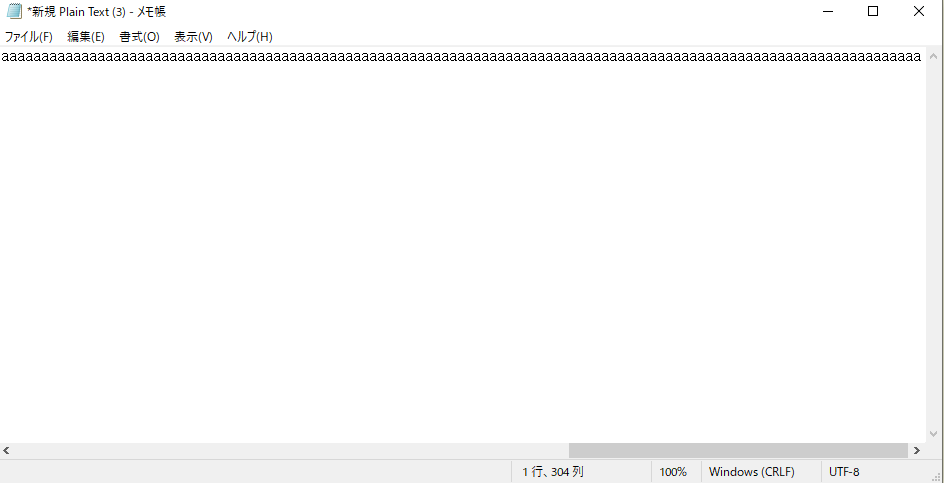 *新規 Plain Text (3) - メモ帳
ファイル(F) 編集(E) 書式(O) 表示(V) ヘルプ(H)
aaaaaaaaaaaaaaaaaaaaaaaaaaaaaaaaaaaaaaaaaaaaaaaaaaaaaaaaaaaaaaaaaaaaaaaaaaaaaaaaaaaaaaaaaaaaaaaaaaaaaaaaaaaaaaaaaaa
1 行、304 列 100% Windows (CRLF) UTF-8